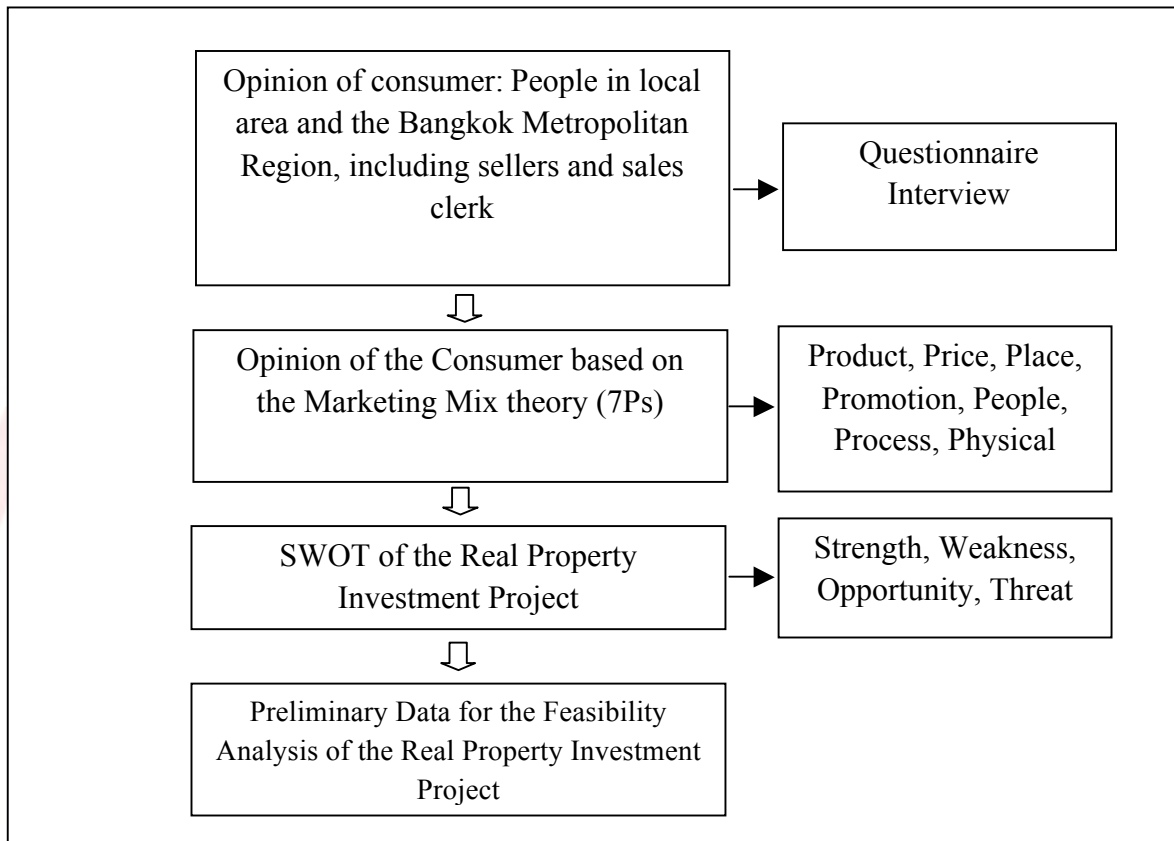 Opinion of consumer: People in local
area and the Bangkok Metropolitan
Region, including sellers and sales
clerk
Questionnaire
Interview
Opinion of the Consumer based on
the Marketing Mix theory (7Ps)
Product, Price, Place,
Promotion, People,
Process, Physical
SWOT of the Real Property
Investment Project
Strength, Weakness,
Opportunity, Threat
Preliminary Data for the Feasibility
Analysis of the Real Property Investment
Project